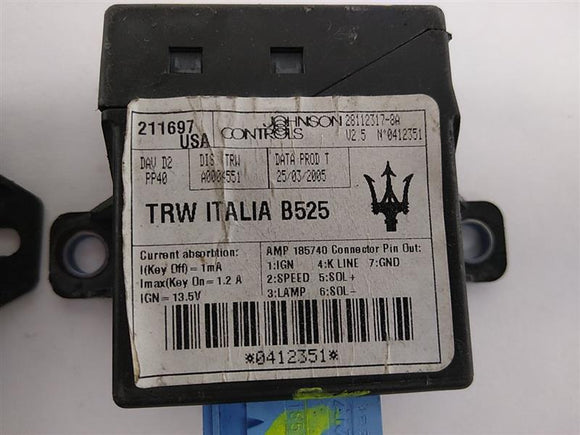 211697
USA
JOHNSON
CONTROLS
28112317-8A
V2.5 N°0412351
DAV D2
PP40
DIS TRW
A0004551
DATA PROD T
25/03/2005
TRW ITALIA B525
Current absorbtion:
I(Key Off)= 1mA
Imax(Key On= 1.2 A
IGN = 13.5V
AMP 185740 Connector Pin Out:
1:IGN 4:K LINE 7:GND
2:SPEED 5:SOL+
3:LAMP 6:SOL-
*0412351*